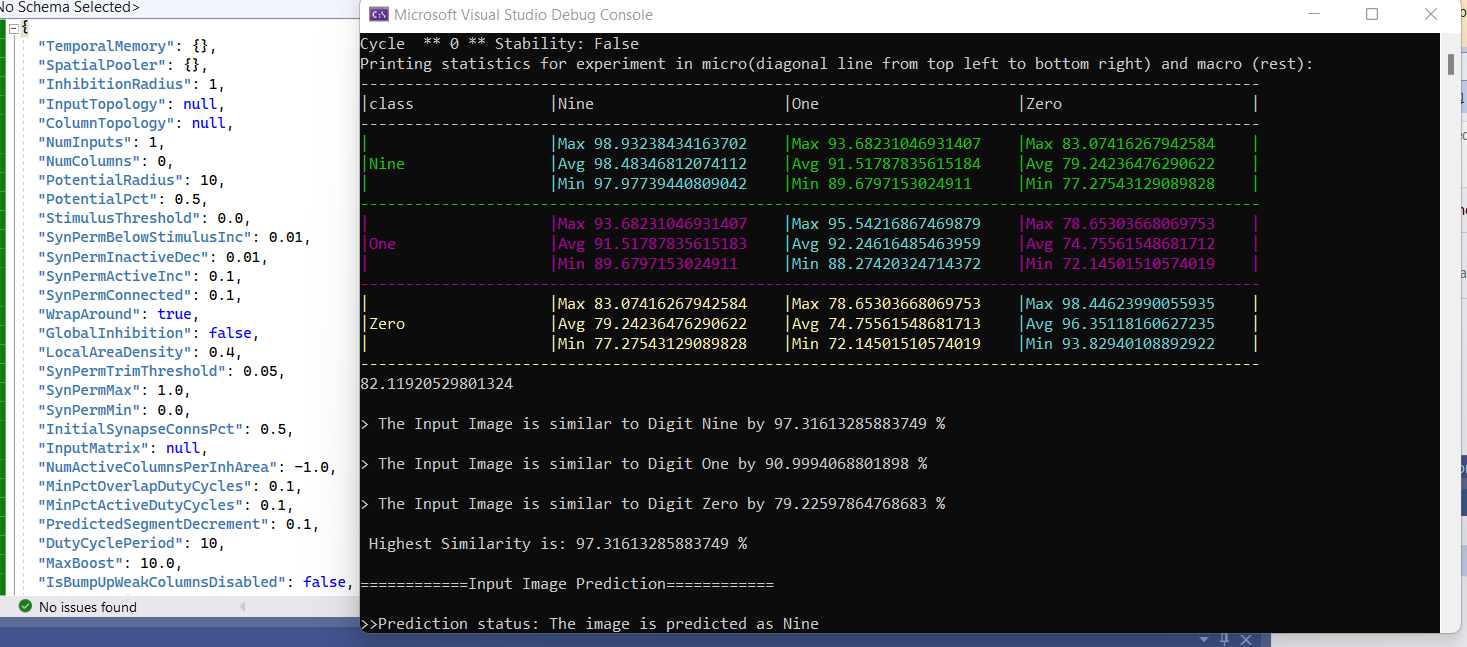 No Schema Selected>
{
"TemporalMemory": {},
"SpatialPooler": {},
"InhibitionRadius": 1,
"InputTopology": null,
"ColumnTopology": null,
"NumInputs": 1,
"NumColumns": 0,
"PotentialRadius": 10,
"PotentialPct": 0.5,
"StimulusThreshold": 0.0,
"SynPermBelowStimulusInc": 0.01,
"SynPermInactiveDec": 0.01,
"SynPermActiveInc": 0.1,
"SynPermConnected": 0.1,
"WrapAround": true,
"GlobalInhibition": false,
"LocalAreaDensity": 0.4,
"SynPermTrimThreshold": 0.05,
"SynPermMax": 1.0,
"SynPermMin": 0.0,
"InitialSynapseConnsPct": 0.5,
"InputMatrix": null,
"NumActiveColumnsPerInhArea": -1.0,
"MinPctOverlapDutyCycles": 0.1,
"MinPctActiveDutyCycles": 0.1,
"PredictedSegmentDecrement": 0.1,
"DutyCyclePeriod": 10,
"MaxBoost": 10.0,
"IsBumpUpWeakColumnsDisabled": false,
No issues found
Microsoft Visual Studio Debug Console
Cycle  ** 0 ** Stability: False
Printing statistics for experiment in micro(diagonal line from top left to bottom right) and macro (rest):
|class |Nine |One |Zero |
| |Max 98.93238434163702 |Max 93.68231046931407 |Max 83.07416267942584 |
|Nine |Avg 98.48346812074112 |Avg 91.51787835615184 |Avg 79.24236476290622 |
| |Min 97.97739440809042 |Min 89.6797153024911 |Min 77.27543129089828 |
| |Max 93.68231046931407 |Max 95.54216867469879 |Max 78.65303668069753 |
|One |Avg 91.51787835615183 |Avg 92.24616485463959 |Avg 74.75561548681712 |
| |Min 89.6797153024911 |Min 88.27420324714372 |Min 72.14501510574019 |
| |Max 83.07416267942584 |Max 78.65303668069753 |Max 98.44623990055935 |
|Zero |Avg 79.24236476290622 |Avg 74.75561548681713 |Avg 96.35118160627235 |
| |Min 77.27543129089828 |Min 72.14501510574019 |Min 93.82940108892922 |
82.11920529801324
> The Input Image is similar to Digit Nine by 97.31613285883749 %
> The Input Image is similar to Digit One by 90.9994068801898 %
> The Input Image is similar to Digit Zero by 79.22597864768683 %
Highest Similarity is: 97.31613285883749 %
============Input Image Prediction============
>>Prediction status: The image is predicted as Nine